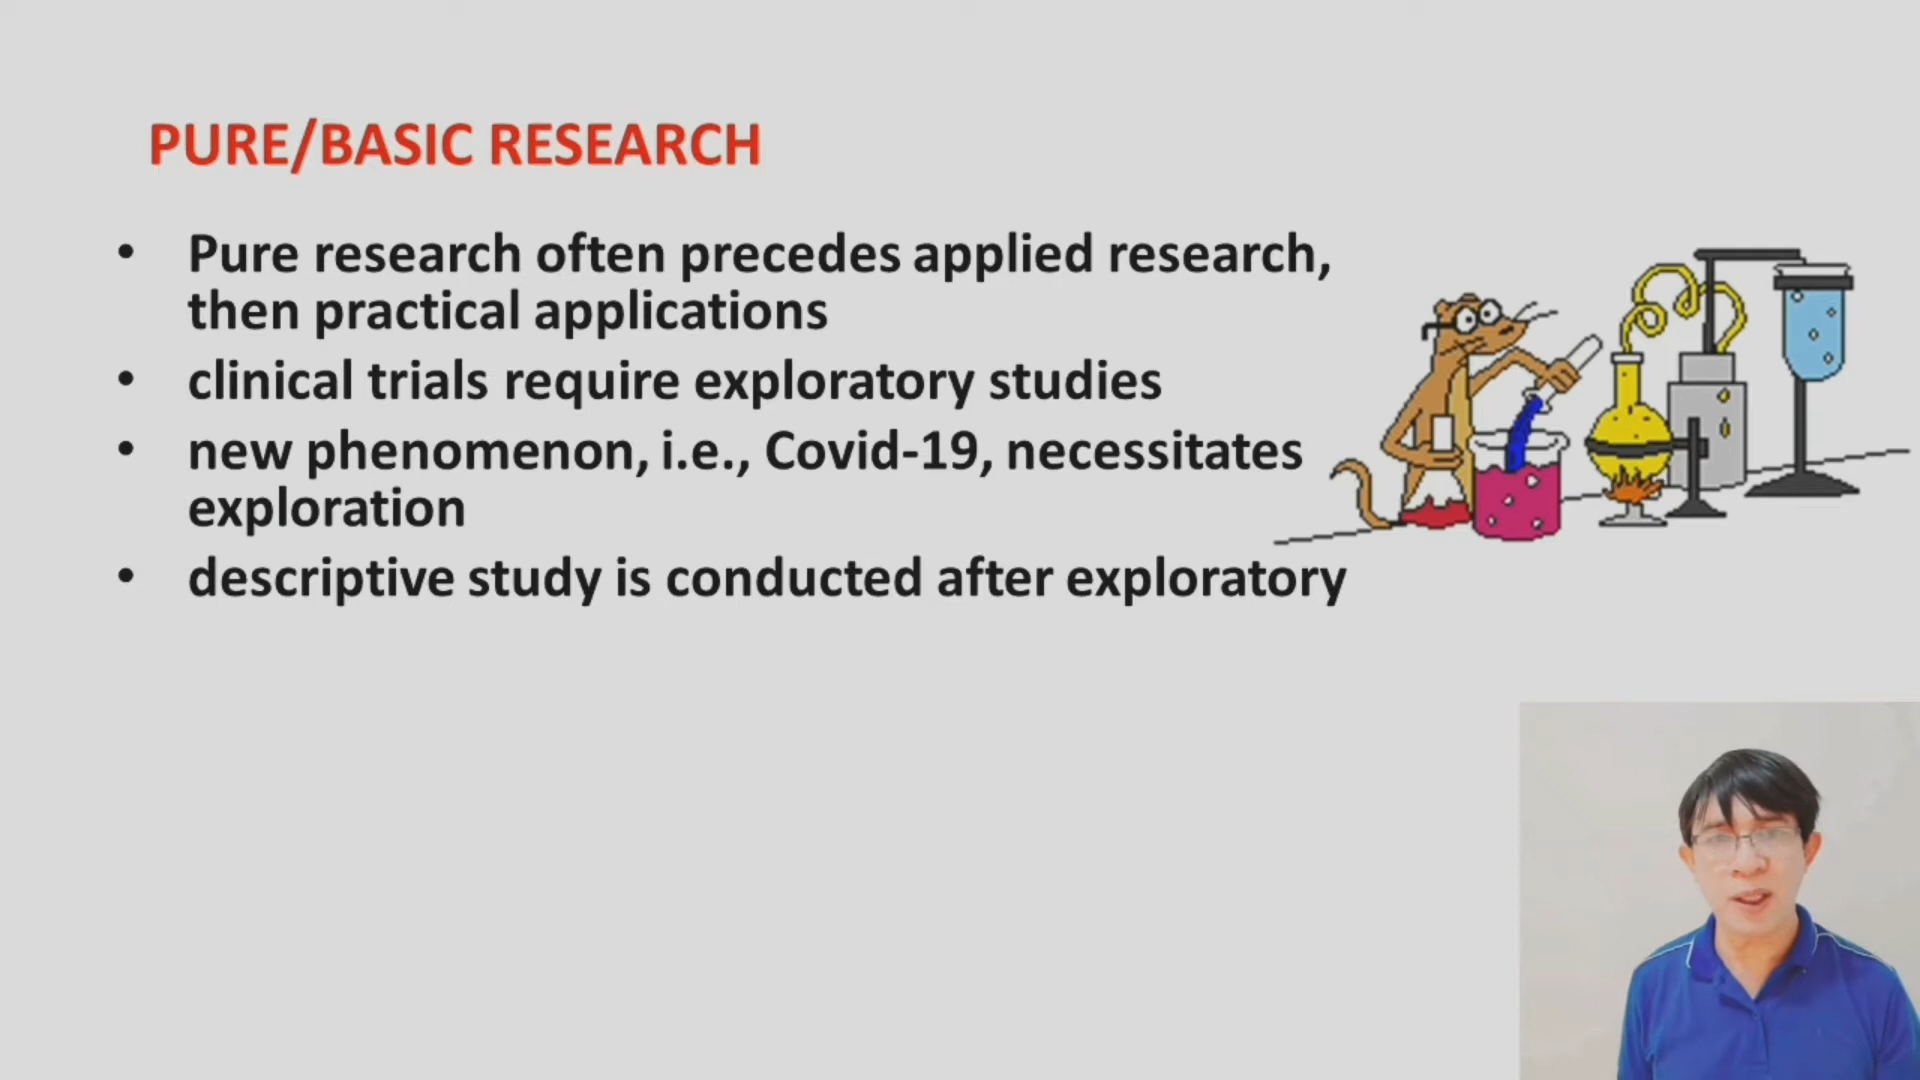 PURE/BASIC RESEARCH
• Pure research often precedes applied research,
then practical applications
• clinical trials require exploratory studies
• new phenomenon, i.e., Covid-19, necessitates
exploration
• descriptive study is conducted after exploratory